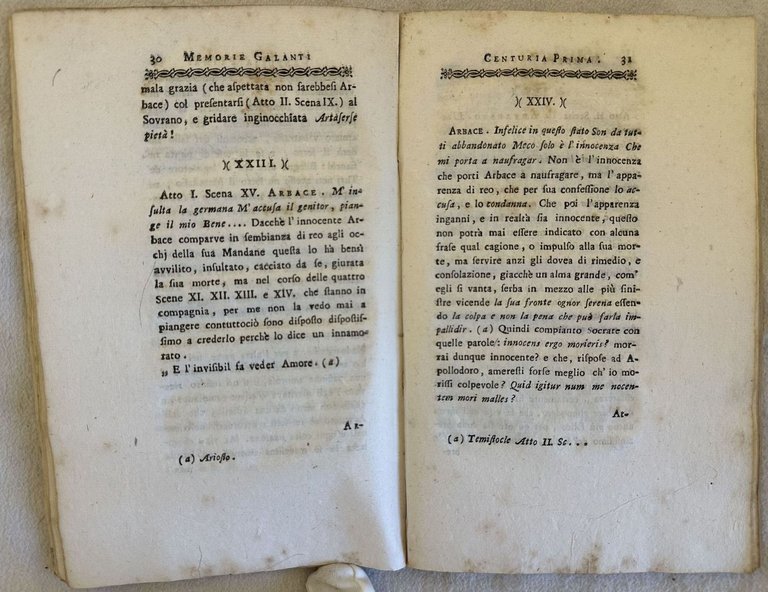 30 MEMORIE GALANTI
mala grazia (che aſpettata non ſarebbeſi Ar-
bace) col preſentarſi (Atto II. Scena IX.) al
Sovrano, e gridare inginocchiata Artaſerſe
pietà!
)( XXIII. )(
Atto I. Scena XV. ARBACE. M' in-
ſulta la germana M' accuſa il genitor, pian-
ge il mio Bene.... Dacchè l' innocente Ar-
bace comparve in ſembianza di reo agli oc-
chj della ſua Mandane queſta lo hà bensì
avvilito, inſultato, cacciato da ſe, giurata
la ſua morte, ma nel corſo delle quattro
Scene XI. XII. XIII. e XIV. che ſtanno in
compagnia, per me non la vedo mai a
piangere contuttociò ſono diſpoſto diſpoſtiſ-
ſimo a crederlo perchè lo dice un innamo-
rato.
„ E l' inviſibil fa veder Amore. (a)
AR-
(a) Arioſto.
CENTURIA PRIMA. 31
)( XXIV. )(
ARBACE. Infelice in queſto ſtato Son da tut-
ti abbandonato Meco ſolo è l' innocenza Che
mi porta a naufragar. Non è l' innocenza
che porti Arbace a naufragare, ma l' appa-
renza di reo, che per ſua confeſſione lo ac-
cuſa, e lo condanna. Che poi l' apparenza
inganni, e in realtà ſia innocente, queſto
non potrà mai eſſere indicato con alcuna
fraſe qual cagione, o impulſo alla ſua mor-
te, ma ſervire anzi gli dovea di rimedio, e
conſolazione, giacchè un alma grande, com'
egli ſi vanta, ſerba in mezzo alle più ſini-
ſtre vicende la ſua fronte ognor ſerena eſſen-
do la colpa e non la pena che può farla im-
pallidir. (a) Quindi compianto Socrate con
quelle parole: innocens ergo morieris? mor-
rai dunque innocente? e che, riſpoſe ad A-
pollodoro, amereſti forſe meglio ch' io mo-
riſſi colpevole? Quid igitur num me nocen-
tem mori malles?
Ar-
(a) Temiſtocle Atto II. Sc...